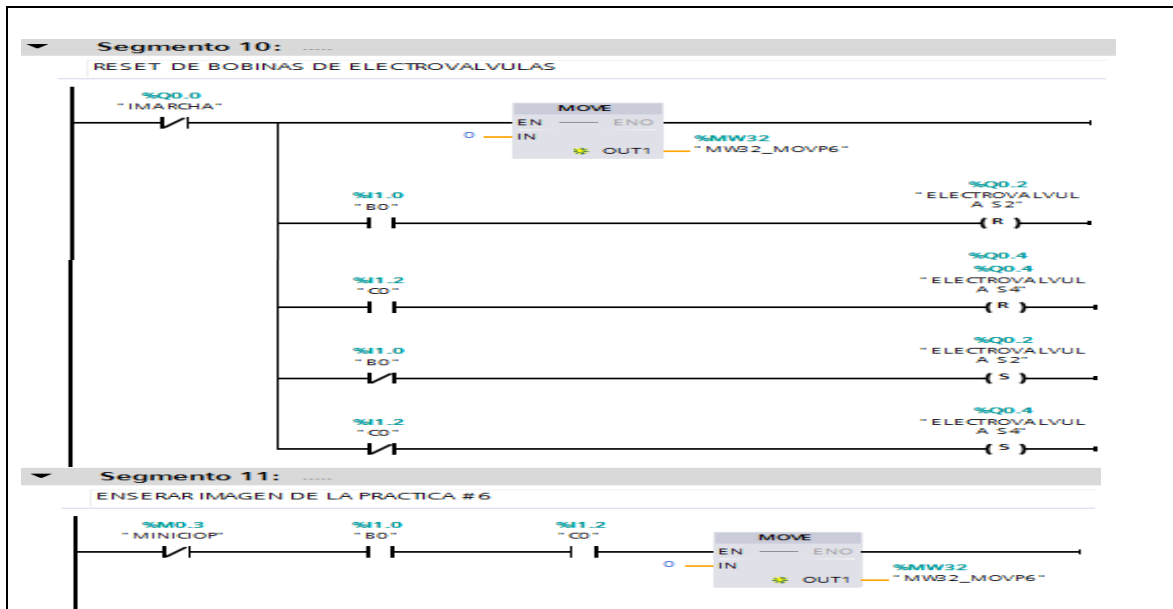 Segmento 10: .....
RESET DE BOBINAS DE ELECTROVALVULAS
%Q0.0
"IMARCHA"
MOVE
EN ENO
0 IN
%MW32
OUT1 "MW32_MOVP6"
%I1.0
"B0"
%Q0.2
"ELECTROVALVUL
A S2"
( R )
%I1.2
"C0"
%Q0.4
%Q0.4
"ELECTROVALVUL
A S4"
( R )
%I1.0
"B0"
%Q0.2
"ELECTROVALVUL
A S2"
( S )
%I1.2
"C0"
%Q0.4
"ELECTROVALVUL
A S4"
( S )
Segmento 11: .....
ENSERAR IMAGEN DE LA PRACTICA #6
%M0.3
"MINICIOP"
%I1.0
"B0"
%I1.2
"C0"
MOVE
EN ENO
0 IN
%MW32
OUT1 "MW32_MOVP6"